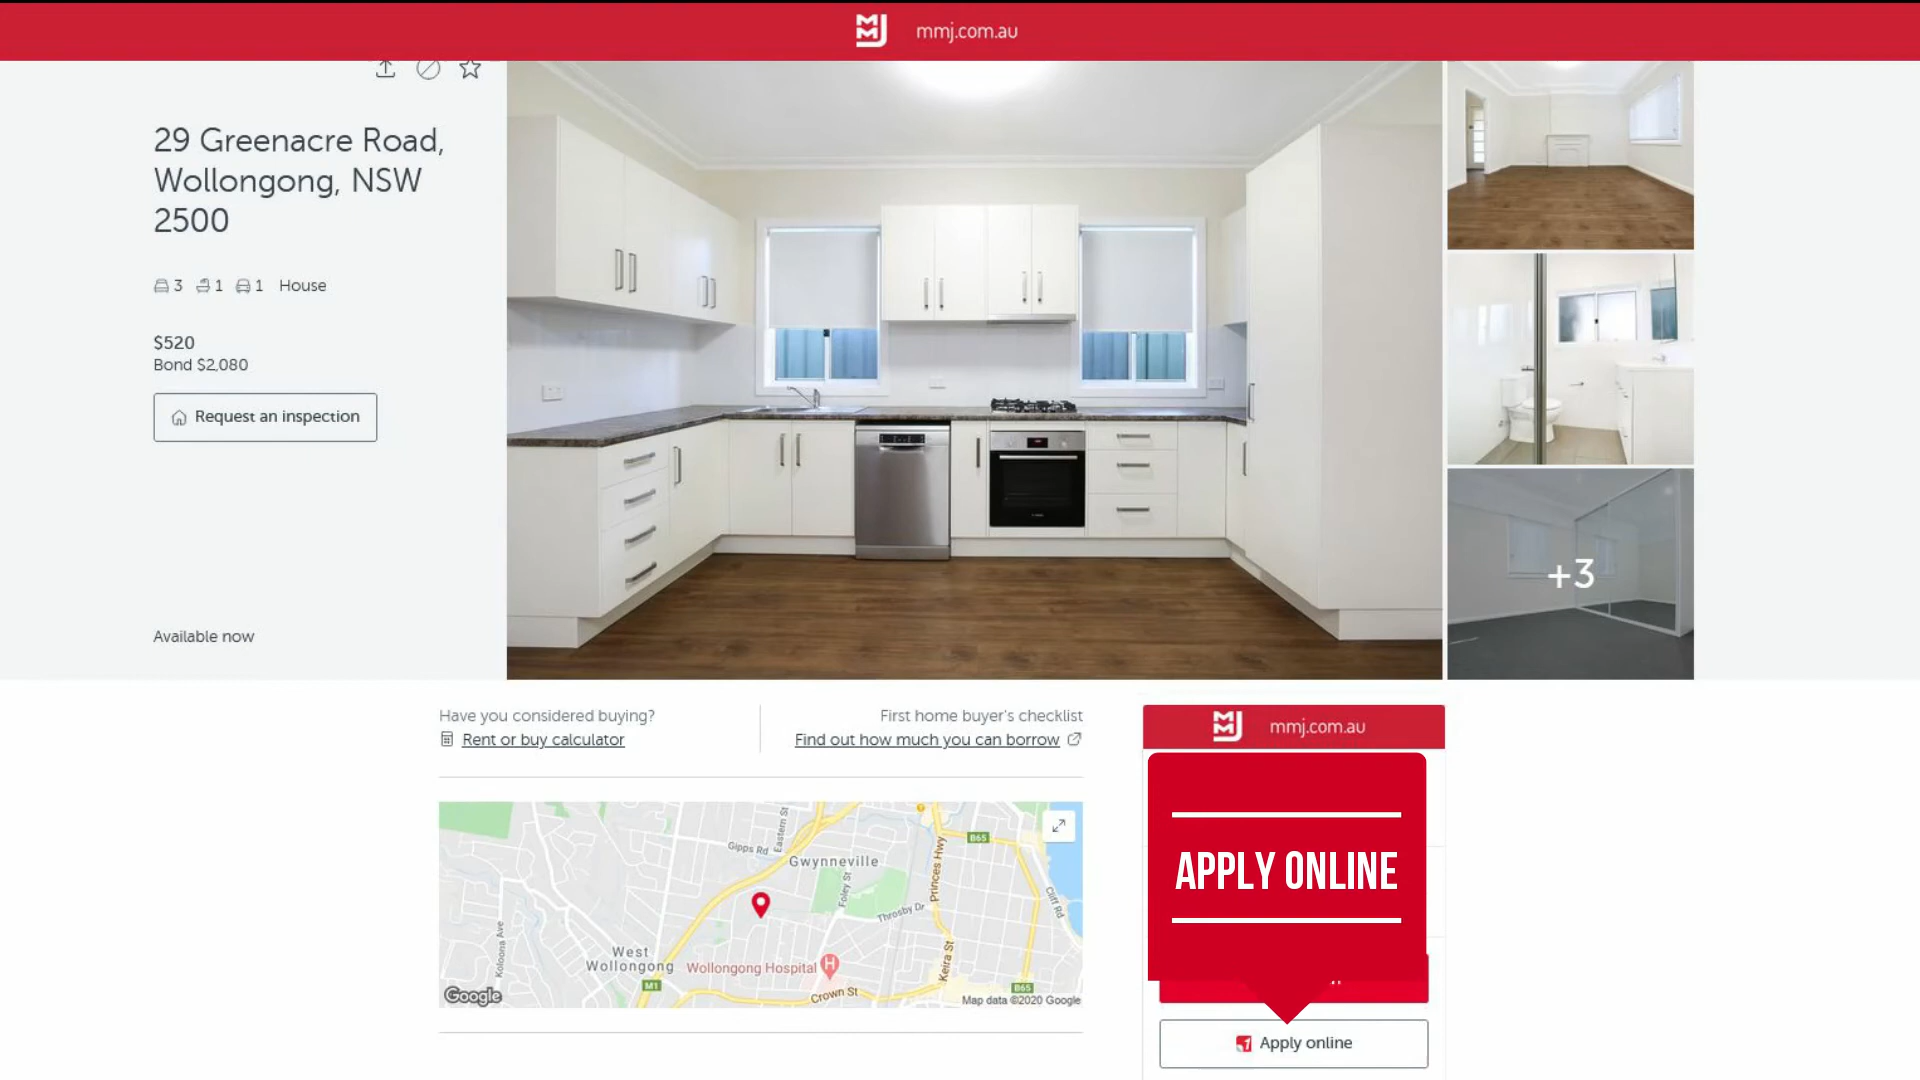 mmj.com.au
29 Greenacre Road,
Wollongong, NSW
2500
3 1 1 House
$520
Bond $2,080
Request an inspection
Available now
+3
Have you considered buying?
Rent or buy calculator
First home buyer's checklist
Find out how much you can borrow
mmj.com.au
APPLY ONLINE
Apply online
Gipps Rd
Eastern St
Gwynneville
Foley St
Princes Hwy
B65
Cliff Rd
Throsby Dr
Koloona Ave
West
Wollongong
Wollongong Hospital
H
Keira St
M1
Crown St
B65
Google
Map data ©2020 Google